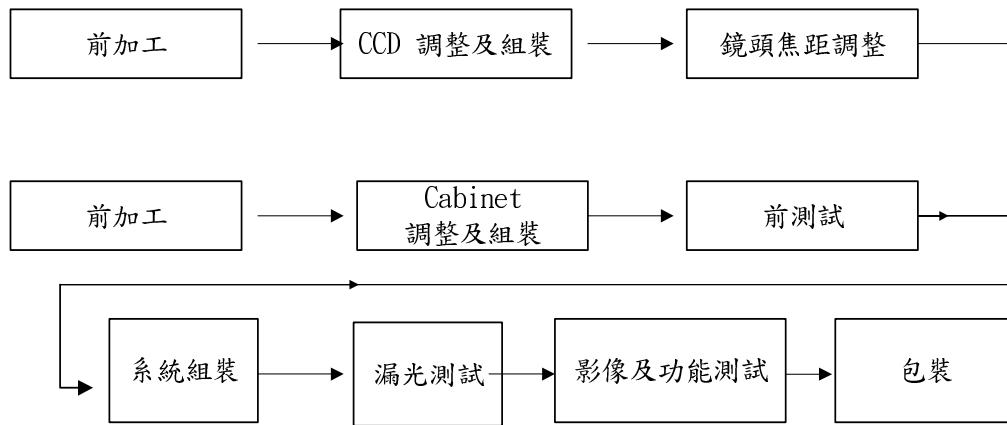 前加工
CCD 調整及組裝
鏡頭焦距調整
前加工
Cabinet
調整及組裝
前測試
系統組裝
漏光測試
影像及功能測試
包裝